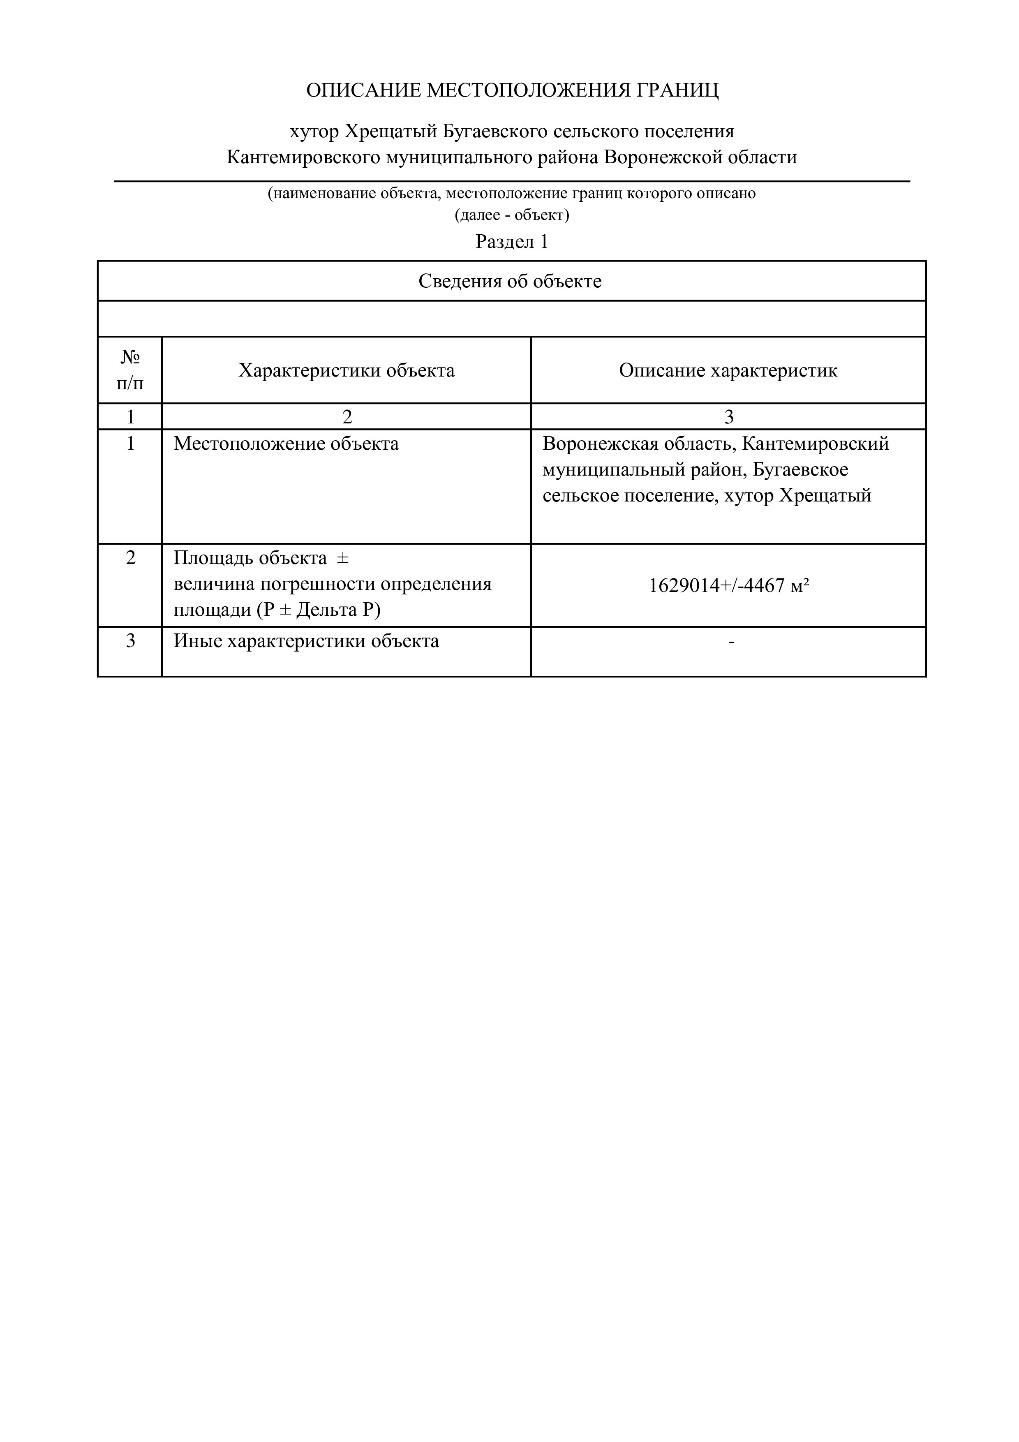 ОПИСАНИЕ МЕСТОПОЛОЖЕНИЯ ГРАНИЦ
хутор Хрещатый Бугаевского сельского поселения
Кантемировского муниципального района Воронежской области
(наименование объекта, местоположение границ которого описано
(далее - объект)
Раздел 1
Сведения об объекте
№
п/п
Характеристики объекта
Описание характеристик
1
2
3
1
Местоположение объекта
Воронежская область, Кантемировский
муниципальный район, Бугаевское
сельское поселение, хутор Хрещатый
2
Площадь объекта ±
величина погрешности определения
площади (P ± Дельта P)
1629014+/-4467 м²
3
Иные характеристики объекта
-